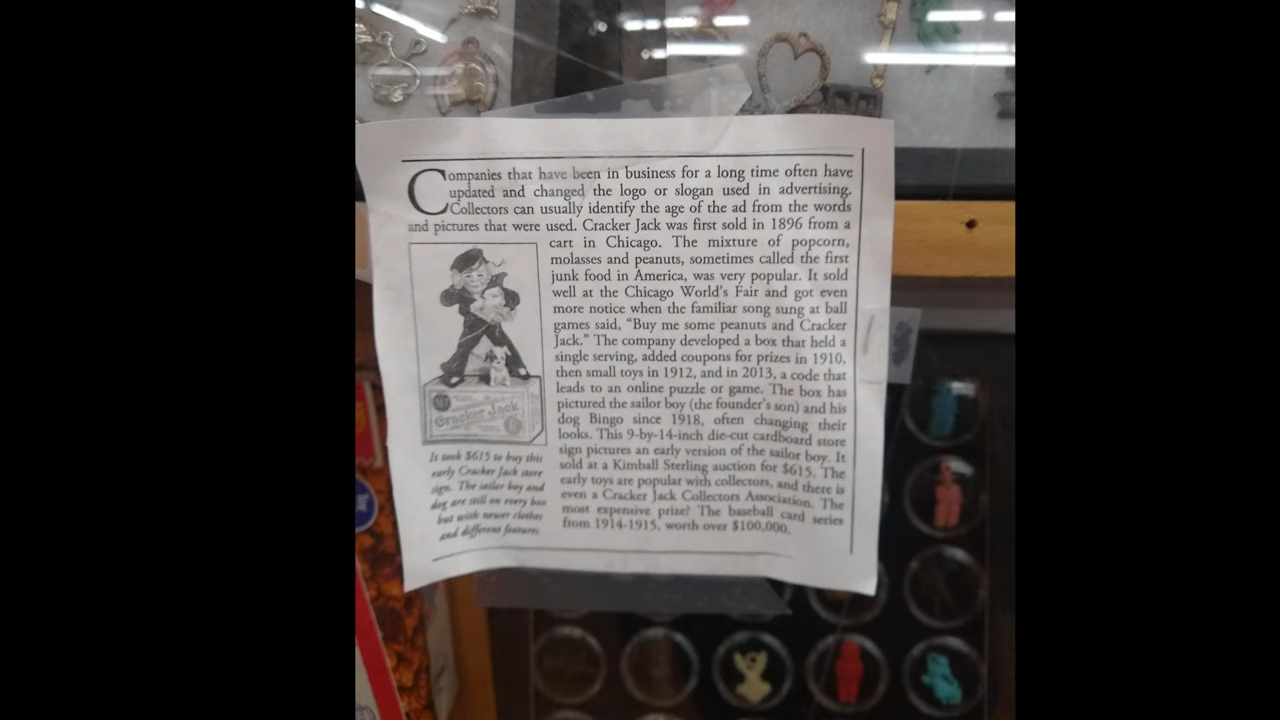 Companies that have been in business for a long time often have
updated and changed the logo or slogan used in advertising.
Collectors can usually identify the age of the ad from the words
and pictures that were used. Cracker Jack was first sold in 1896 from a
cart in Chicago. The mixture of popcorn,
molasses and peanuts, sometimes called the first
junk food in America, was very popular. It sold
well at the Chicago World's Fair and got even
more notice when the familiar song sung at ball
games said, "Buy me some peanuts and Cracker
Jack." The company developed a box that held a
single serving, added coupons for prizes in 1910,
then small toys in 1912, and in 2013, a code that
leads to an online puzzle or game. The box has
pictured the sailor boy (the founder's son) and his
dog Bingo since 1918, often changing their
looks. This 9-by-14-inch die-cut cardboard store
sign pictures an early version of the sailor boy. It
sold at a Kimball Sterling auction for $615. The
early toys are popular with collectors, and there is
even a Cracker Jack Collectors Association. The
most expensive prize? The baseball card series
from 1914-1915, worth over $100,000.
Cracker Jack
It took $615 to buy this
early Cracker Jack store
sign. The sailor boy and
dog are still on every box
but with newer clothes
and different features.